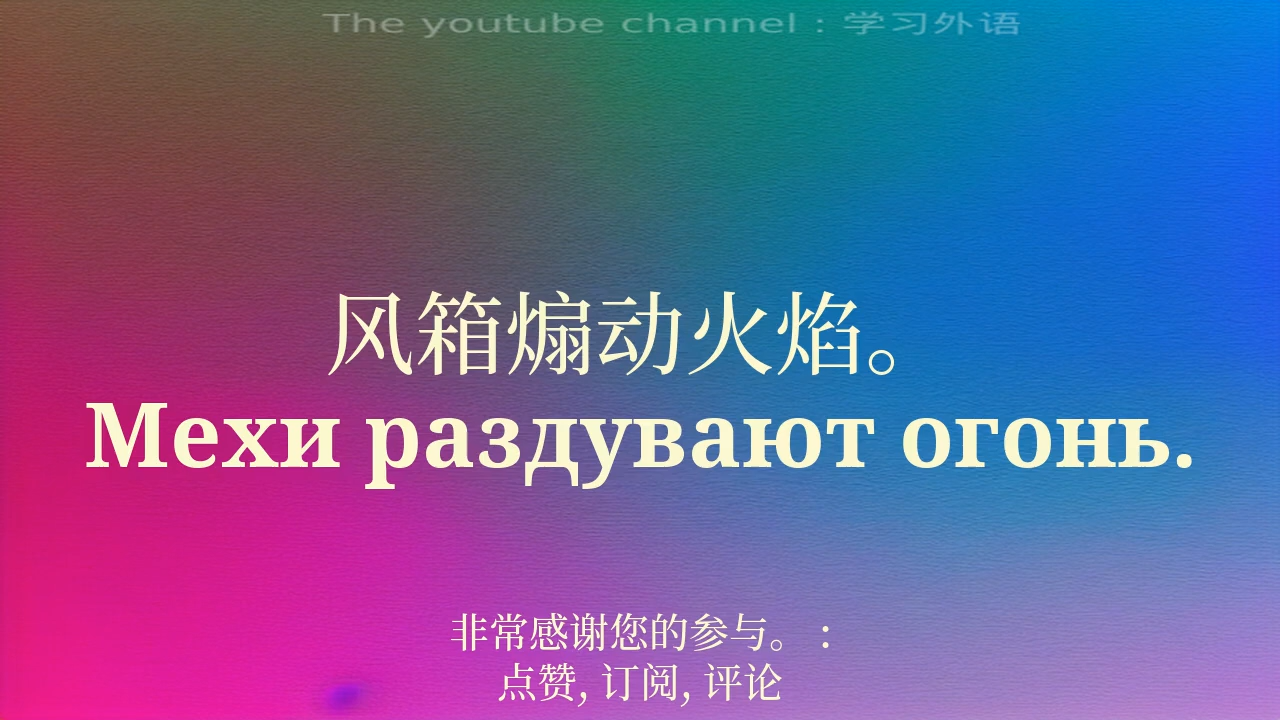 The youtube channel : 学习外语
风箱煽动火焰。
Мехи раздувают огонь.
非常感谢您的参与。 :
点赞, 订阅, 评论